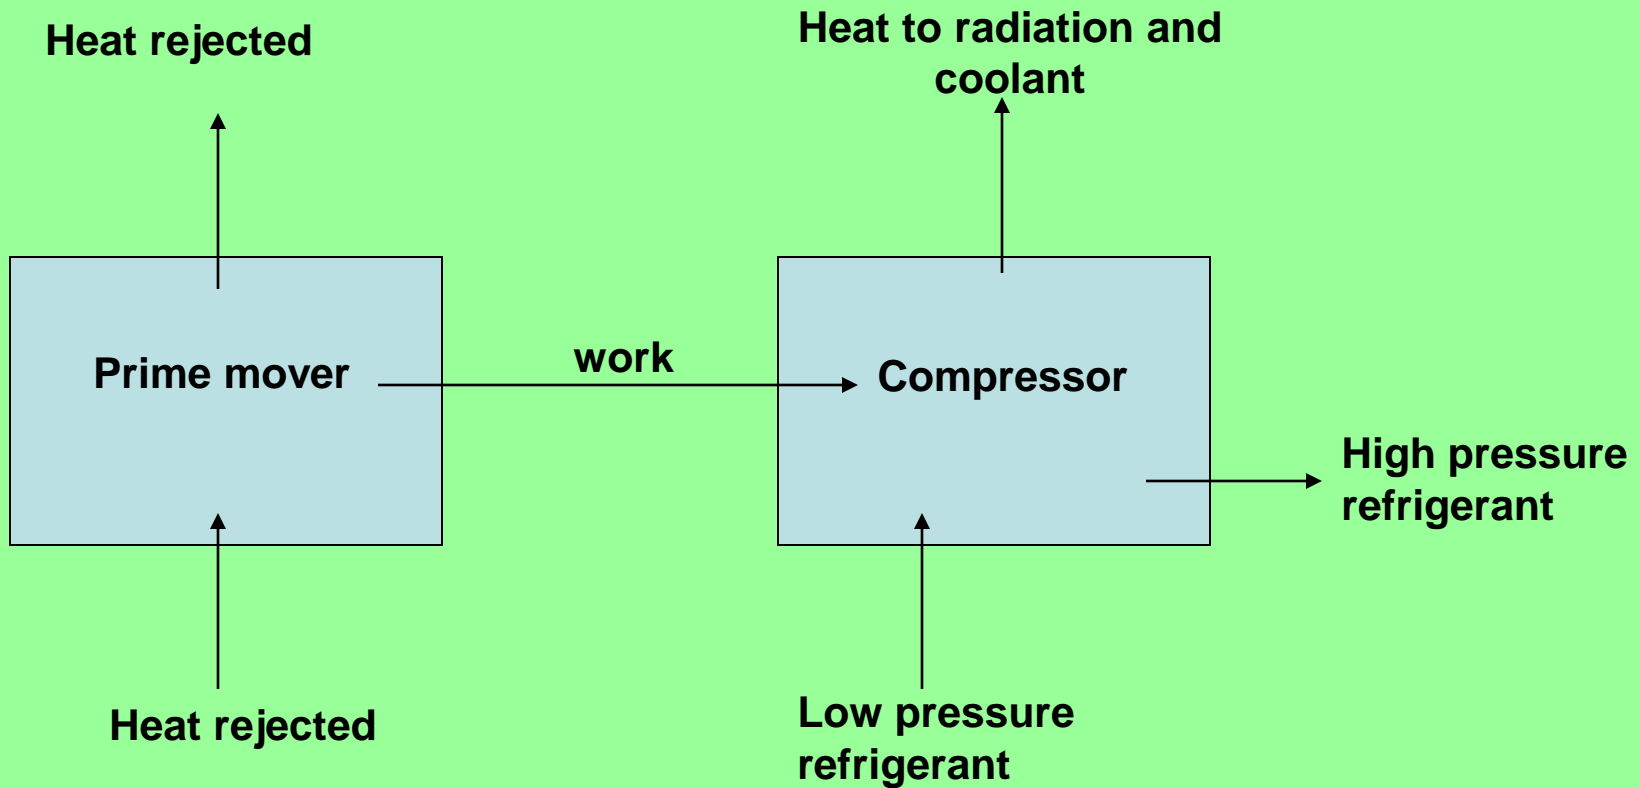 Heat rejected
Heat to radiation and
coolant
Prime mover
work
Compressor
High pressure
refrigerant
Heat rejected
Low pressure
refrigerant